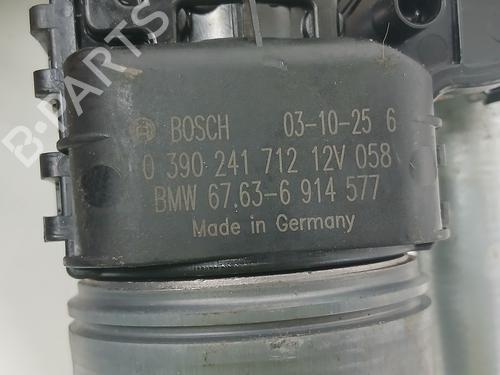 BOSCH 03-10-25 6
0 390 241 712 12V 058
BMW 67.63-6 914 577
Made in Germany
B-PARTS